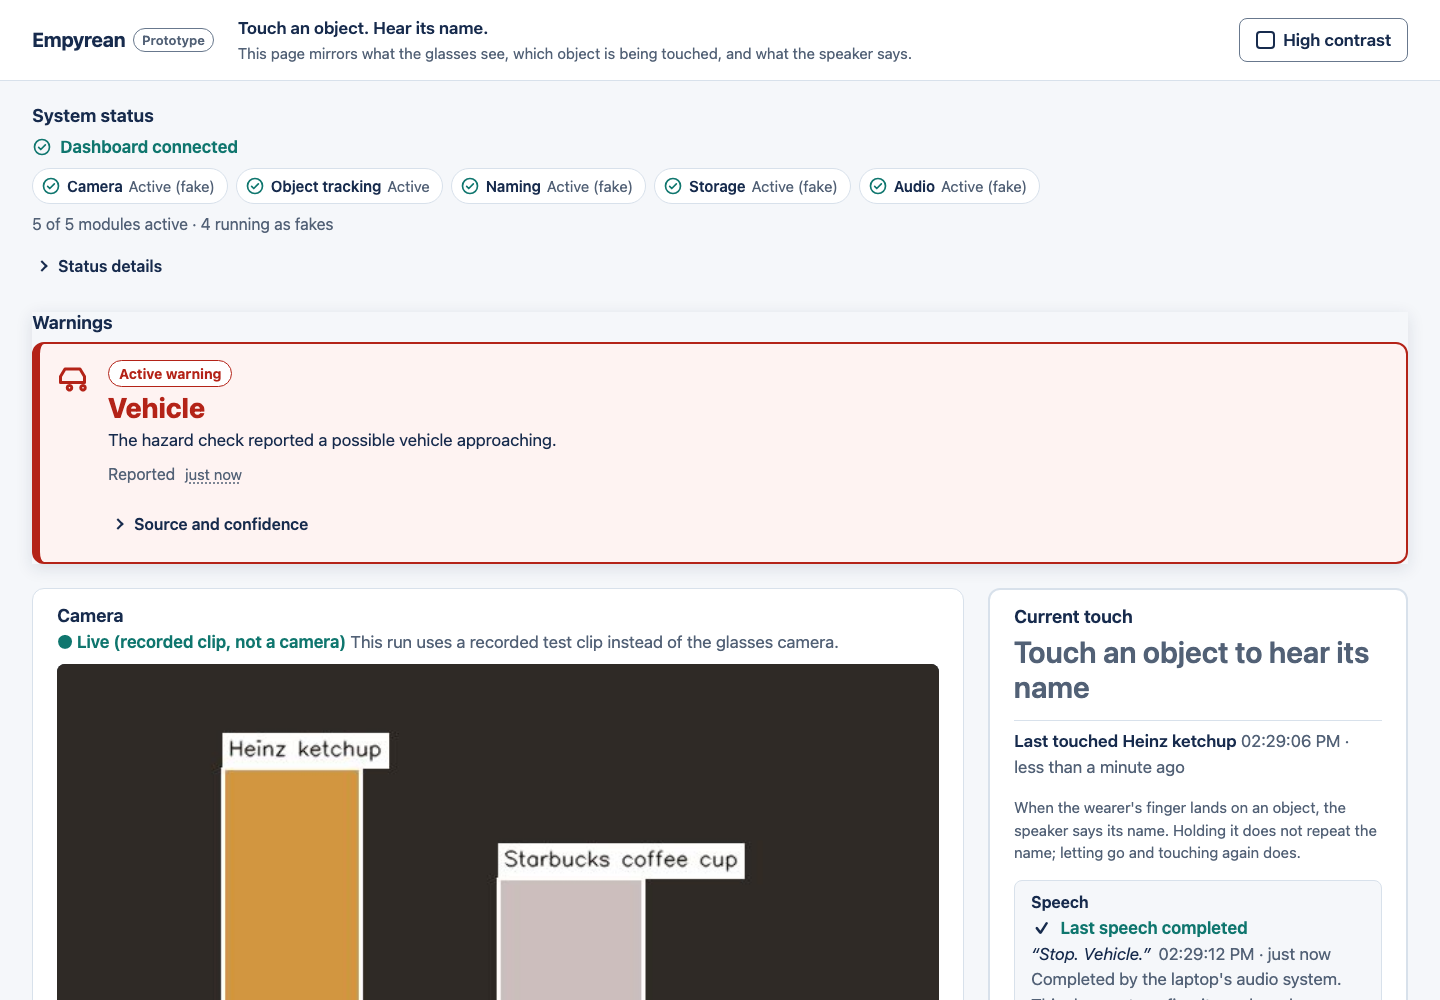 Empyrean
Prototype
Touch an object. Hear its name.
This page mirrors what the glasses see, which object is being touched, and what the speaker says.
High contrast
System status
Dashboard connected
Camera Active (fake)
Object tracking Active
Naming Active (fake)
Storage Active (fake)
Audio Active (fake)
5 of 5 modules active · 4 running as fakes
Status details
Warnings
Active warning
Vehicle
The hazard check reported a possible vehicle approaching.
Reported just now
Source and confidence
Camera
Live (recorded clip, not a camera) This run uses a recorded test clip instead of the glasses camera.
Heinz ketchup
Starbucks coffee cup
Current touch
Touch an object to hear its
name
Last touched Heinz ketchup 02:29:06 PM ·
less than a minute ago
When the wearer's finger lands on an object, the
speaker says its name. Holding it does not repeat the
name; letting go and touching again does.
Speech
Last speech completed
“Stop. Vehicle.” 02:29:12 PM · just now
Completed by the laptop's audio system.